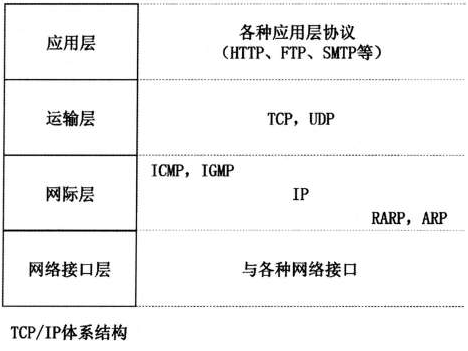 应用层
各种应用层协议
（HTTP、FTP、SMTP等）
运输层
TCP，UDP
ICMP，IGMP
网际层
IP
RARP，ARP
网络接口层
与各种网络接口
TCP/IP体系结构